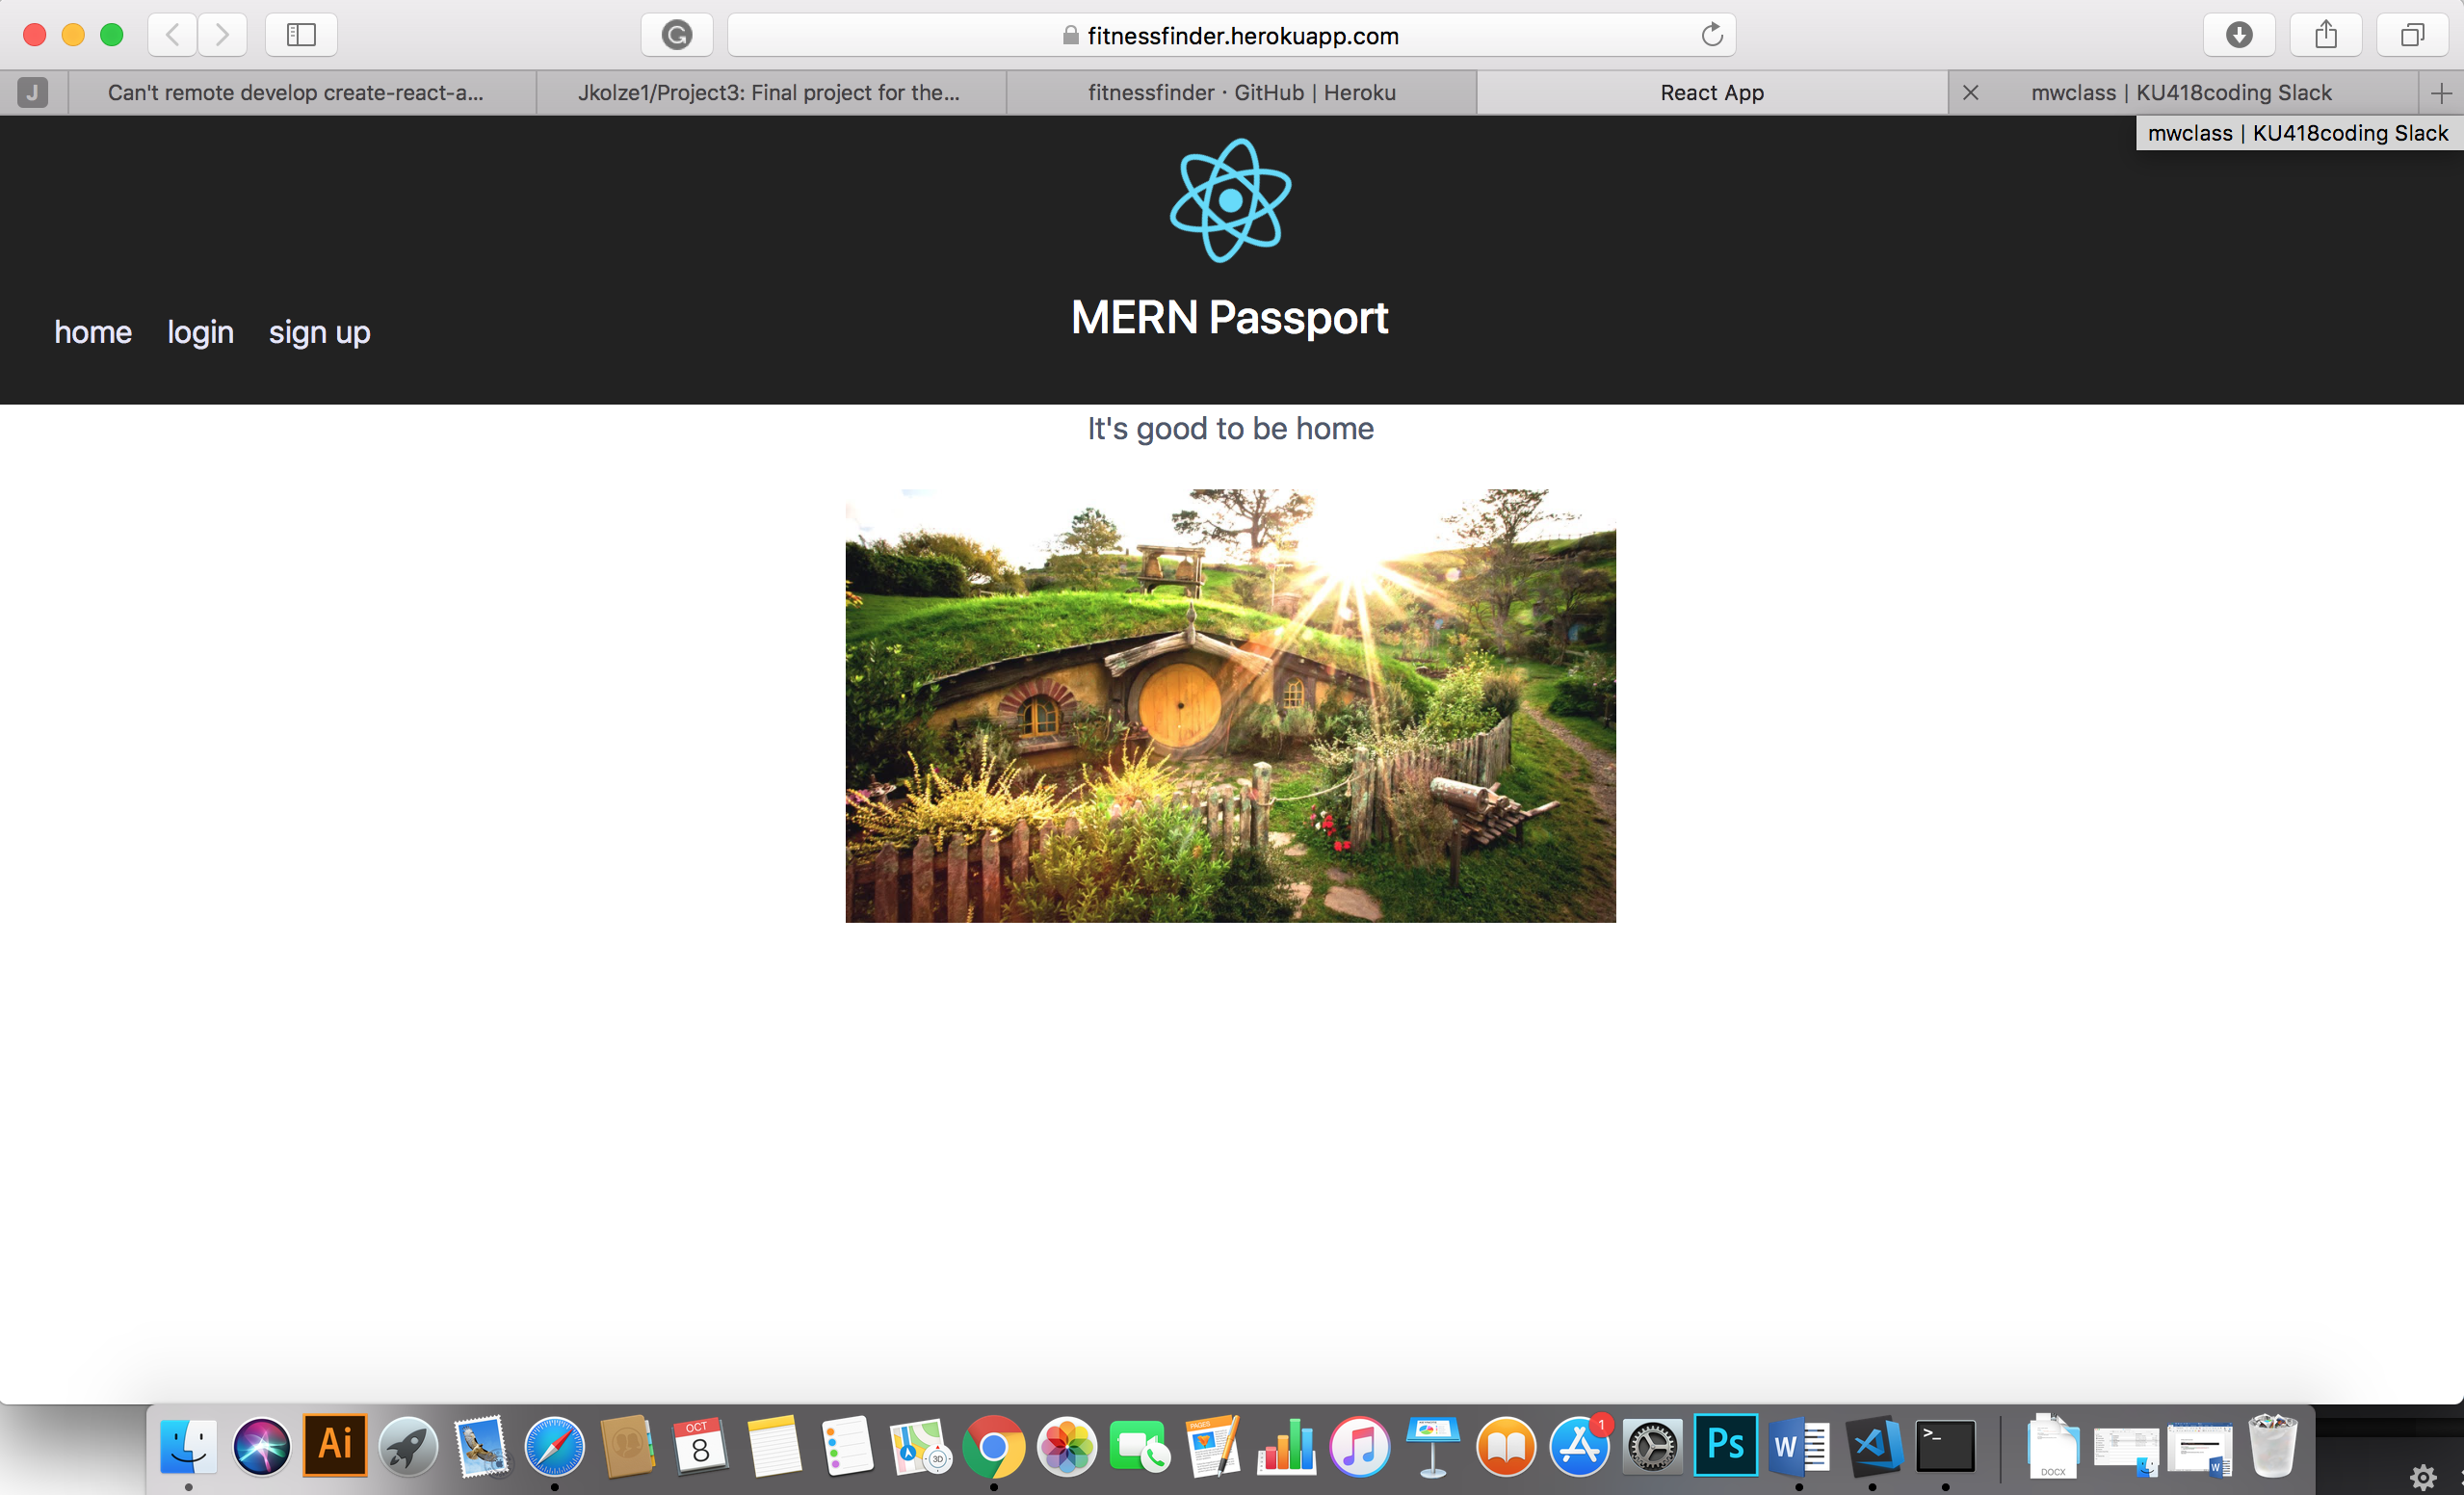 fitnessfinder.herokuapp.com
J
Can't remote develop create-react-a...
Jkolze1/Project3: Final project for the...
fitnessfinder · GitHub | Heroku
React App
mwclass | KU418coding Slack
mwclass | KU418coding Slack
MERN Passport
home login sign up
It's good to be home
Ai
OCT
8
3D
PAGES
1
Ps
W
>_
DOCX
W